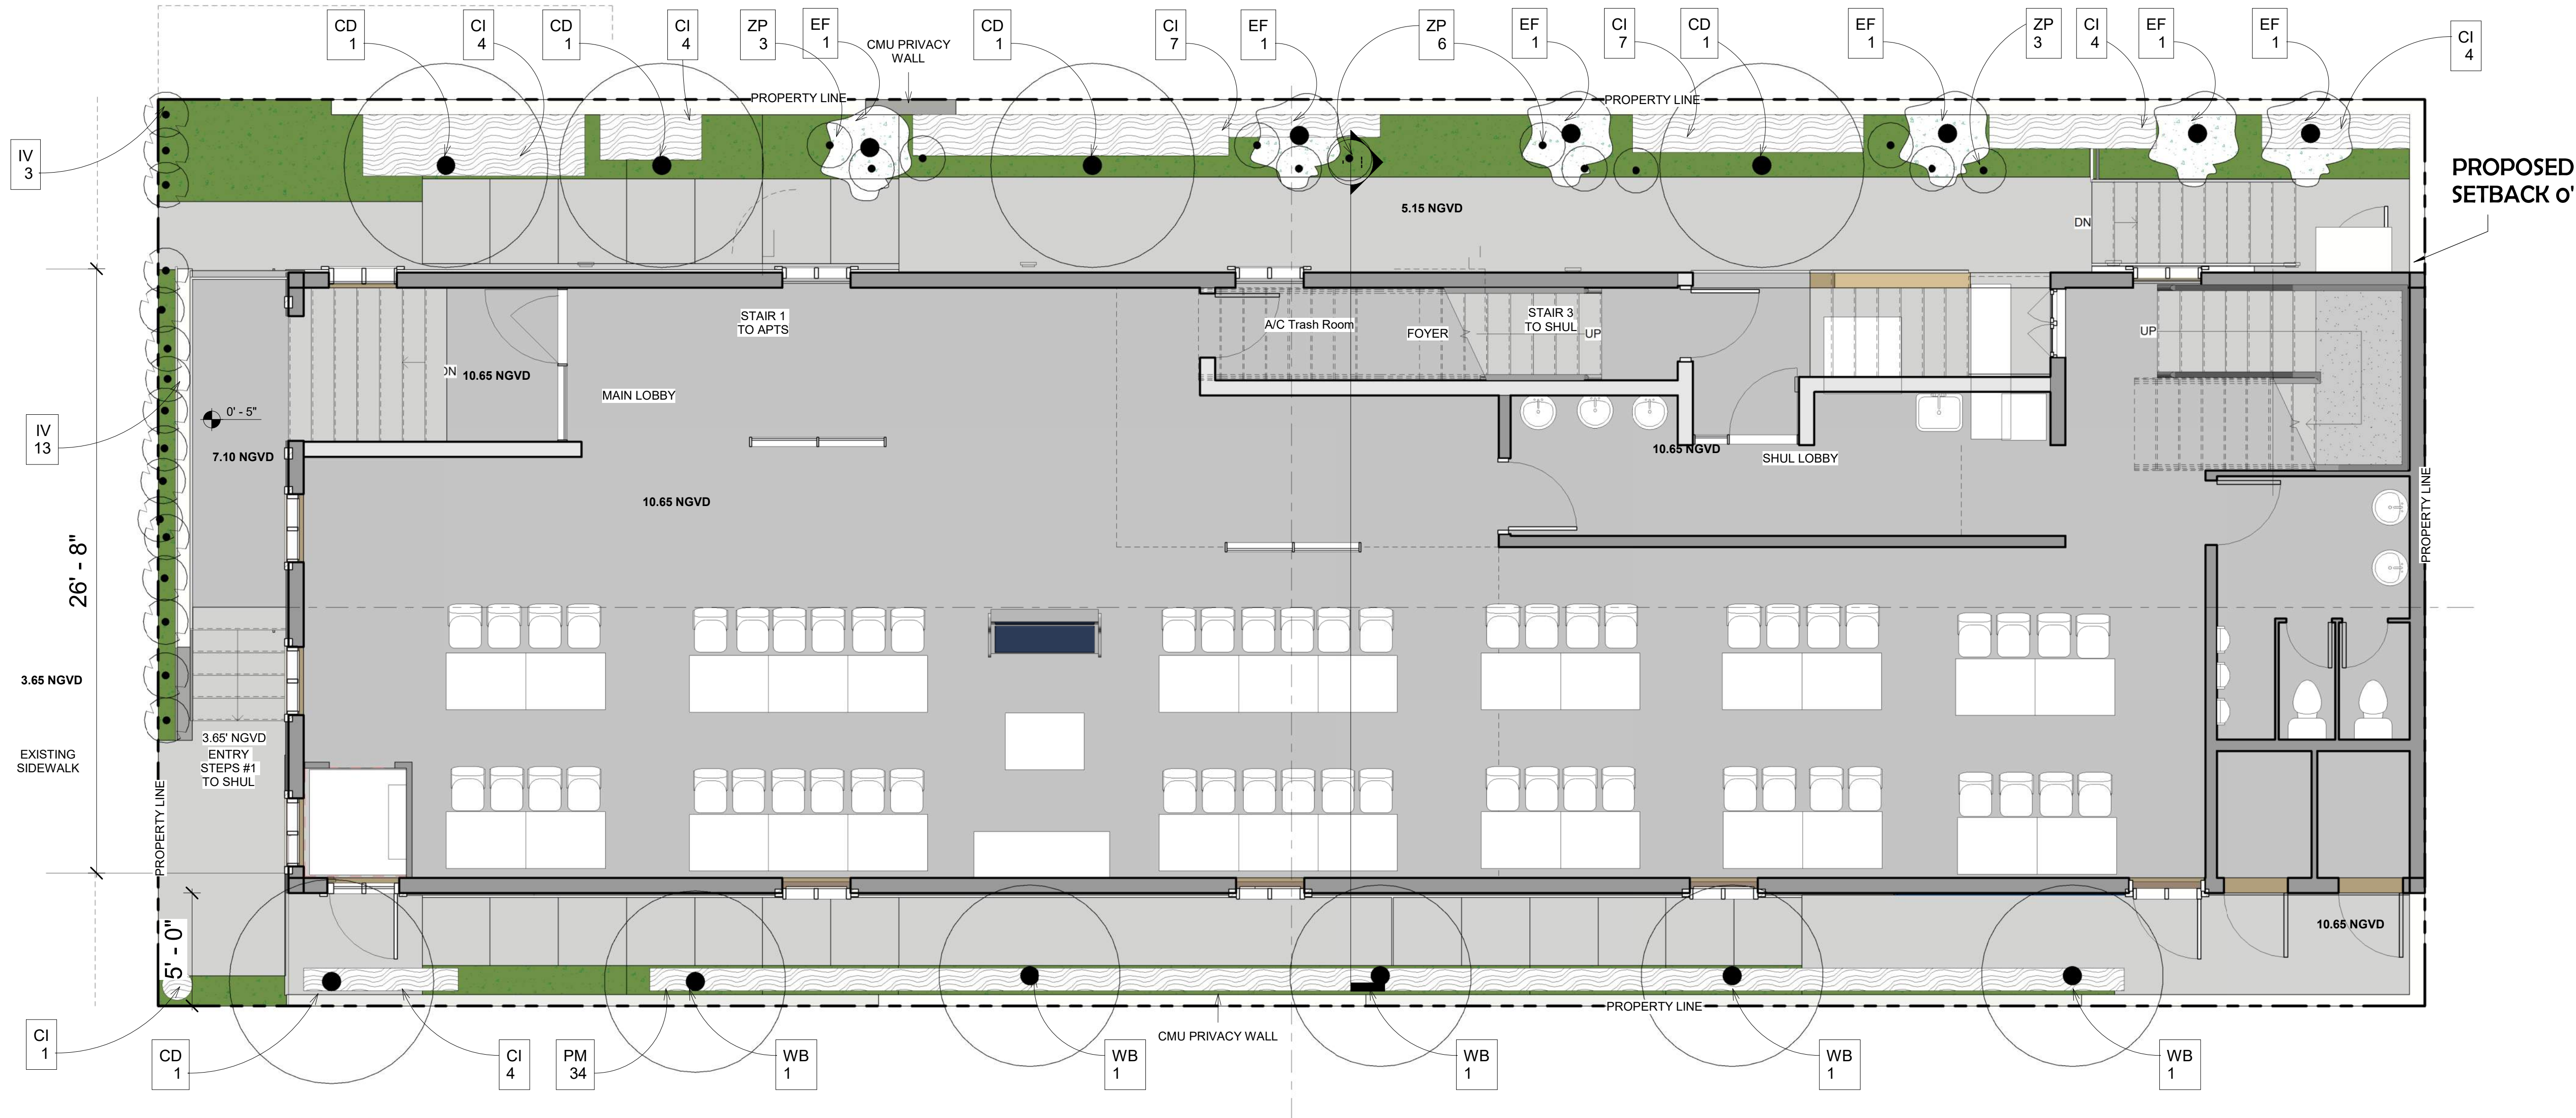 CD
1
CI
4
CD
1
CI
4
ZP
3
EF
1
CMU PRIVACY
WALL
CD
1
CI
7
EF
1
ZP
6
EF
1
CI
7
CD
1
EF
1
ZP
3
CI
4
EF
1
EF
1
CI
4
PROPERTY LINE
PROPERTY LINE
IV
3
PROPOSED
SETBACK 0'
5.15 NGVD
DN
STAIR 1
TO APTS
A/C Trash Room
FOYER
STAIR 3
TO SHUL
UP
UP
DN
10.65 NGVD
MAIN LOBBY
0' - 5"
IV
13
7.10 NGVD
10.65 NGVD
SHUL LOBBY
10.65 NGVD
PROPERTY LINE
26' - 8"
3.65 NGVD
EXISTING
SIDEWALK
3.65' NGVD
ENTRY
STEPS #1
TO SHUL
PROPERTY LINE
5' - 0"
10.65 NGVD
PROPERTY LINE
CMU PRIVACY WALL
CI
1
CD
1
CI
4
PM
34
WB
1
WB
1
WB
1
WB
1
WB
1